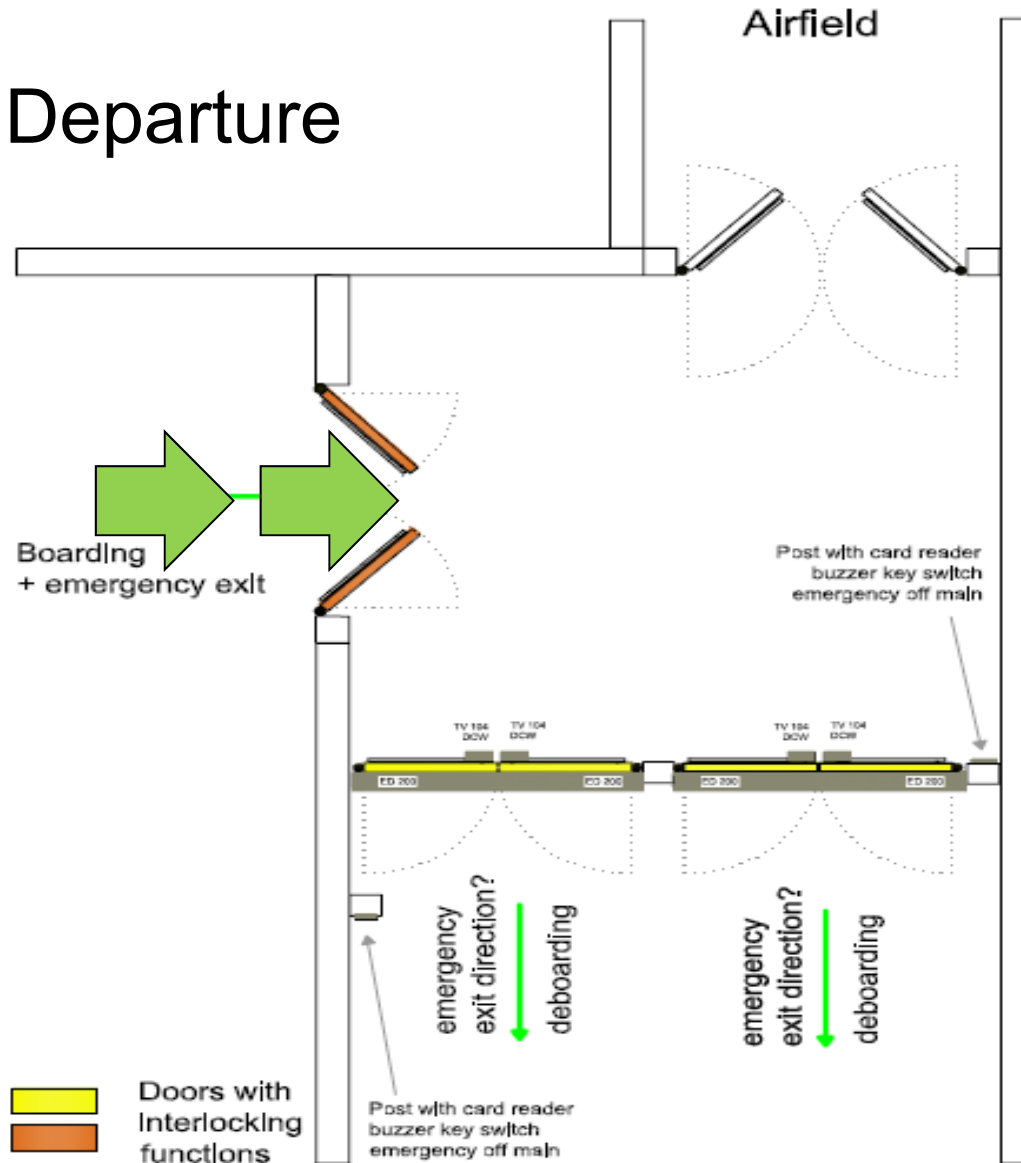 Airfield
Departure
Boarding
+ emergency exit
Post with card reader
buzzer key switch
emergency off main
TV 104
DCW
TV 104
DCW
TV 104
DCW
TV 104
DCW
ED 200
ED 200
ED 200
ED 200
emergency
exit direction?
deboarding
emergency
exit direction?
deboarding
Doors with
interlocking
functions
Post with card reader
buzzer key switch
emergency off main